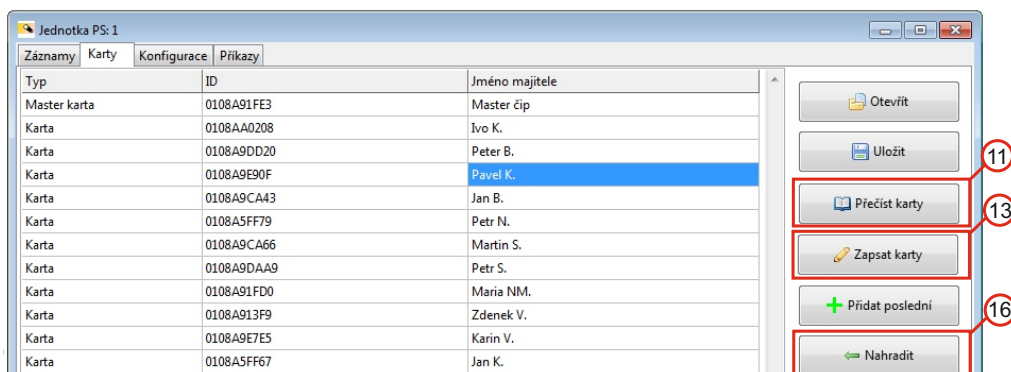 Jednotka PS: 1
Záznamy Karty Konfigurace Příkazy
Typ ID Jméno majitele
Master karta 0108A91FE3 Master čip
Karta 0108AA0208 Ivo K.
Karta 0108A9DD20 Peter B.
Karta 0108A9E90F Pavel K.
Karta 0108A9CA43 Jan B.
Karta 0108A5FF79 Petr N.
Karta 0108A9CA66 Martin S.
Karta 0108A9DAA9 Petr S.
Karta 0108A91FD0 Maria NM.
Karta 0108A913F9 Zdenek V.
Karta 0108A9E7E5 Karin V.
Karta 0108A5FF67 Jan K.
Otevřít
Uložit
11
Přečíst karty
13
Zapsat karty
Přidat poslední
16
Nahradit